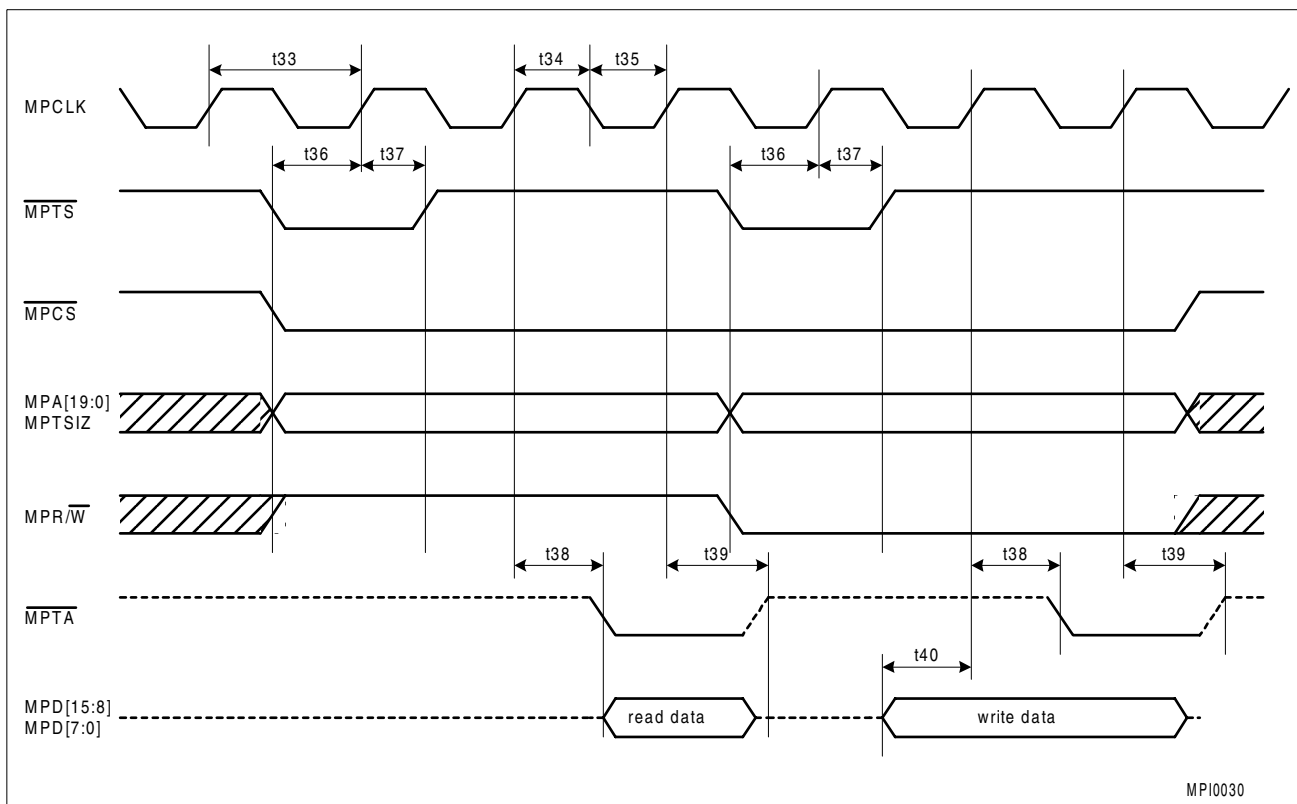 t33
t34
t35
MPCLK
t36
t37
t36
t37
MPTS
MPCS
MPA[19:0]
MPTSIZ
MPR/W
t38
t39
t38
t39
MPTA
t40
MPD[15:8]
MPD[7:0]
read data
write data
MPI0030